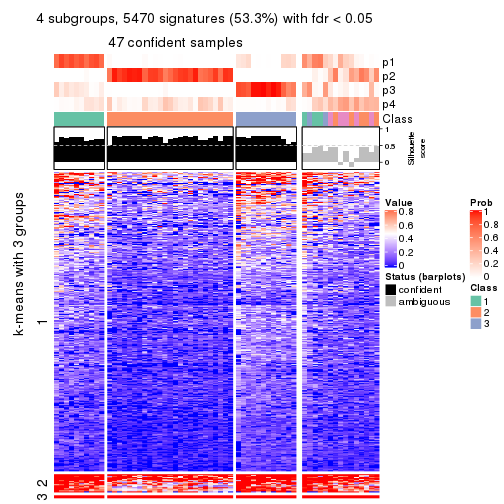 4 subgroups, 5470 signatures (53.3%) with fdr < 0.05
47 confident samples
p1
p2
p3
p4
Class
1
0.5
0
Silhouette
score
k-means with 3 groups
1
2
3
Value
0.8
0.6
0.4
0.2
0
Status (barplots)
confident
ambiguous
Prob
1
0.8
0.6
0.4
0.2
0
Class
1
2
3